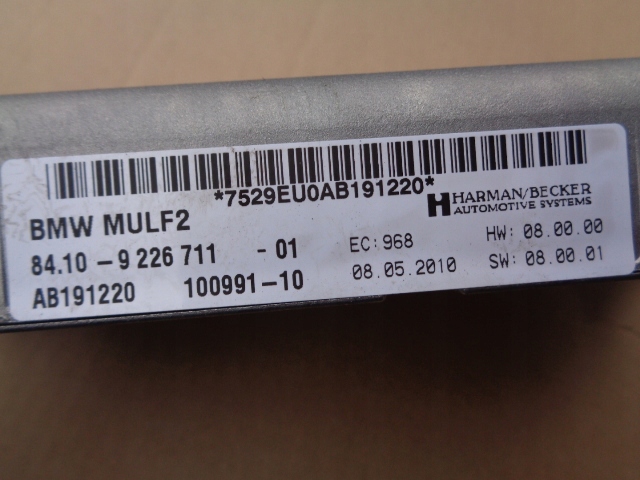 *7529EU0AB191220*
HARMAN/BECKER
AUTOMOTIVE SYSTEMS
BMW MULF2
84.10 - 9 226 711 - 01
EC: 968
HW: 08.00.00
AB191220 100991-10
08.05.2010
SW: 08.00.01